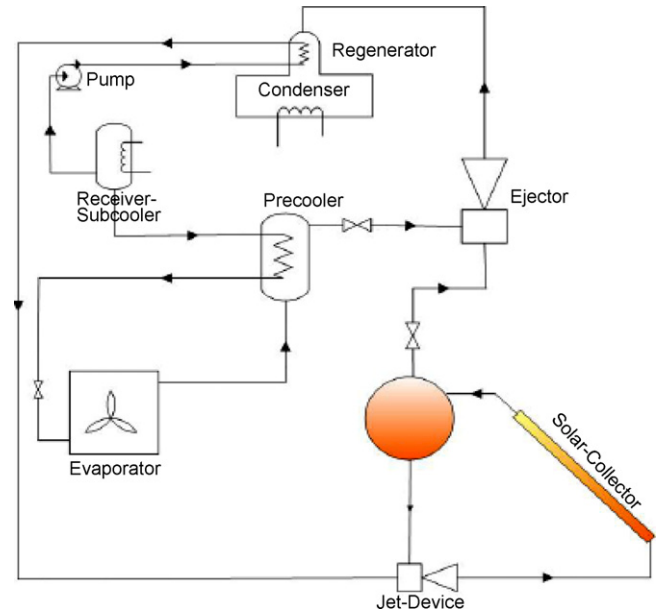 Regenerator
Pump
Condenser
Receiver-
Subcooler
Precooler
Ejector
Evaporator
Solar-Collector
Jet-Device